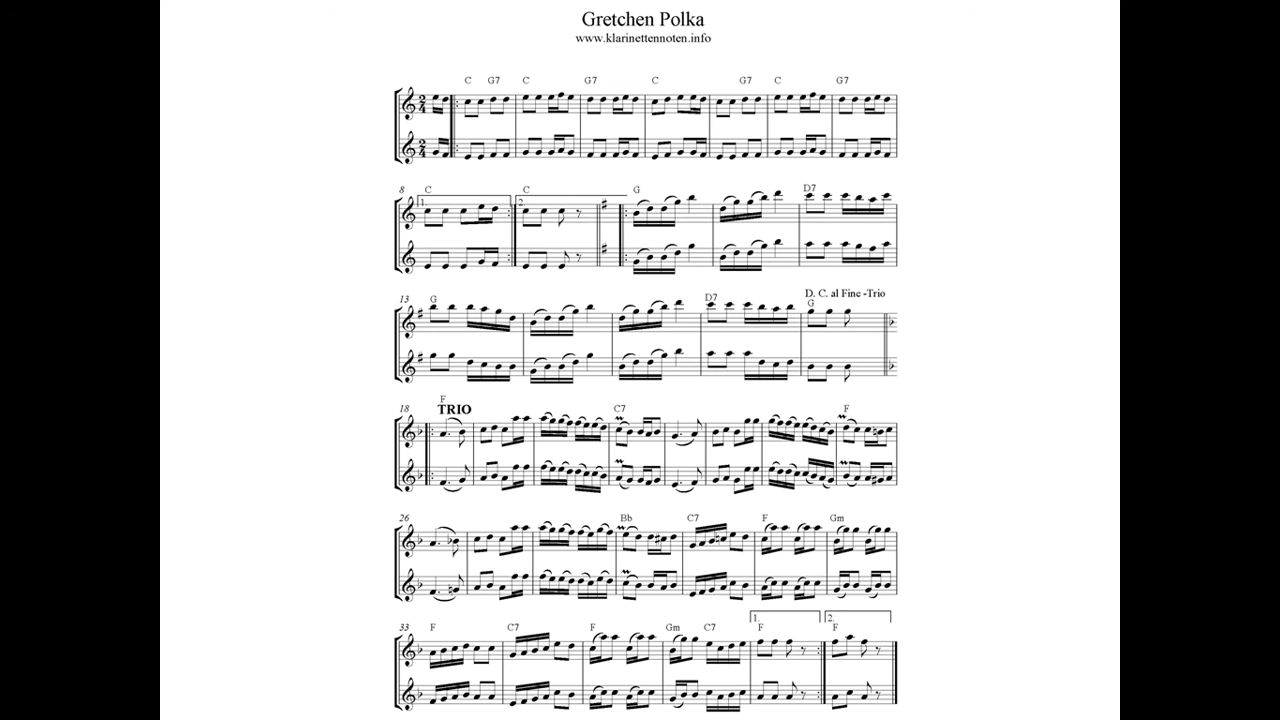 Gretchen Polka
www.klarinettennoten.info
C G7 C G7 C G7 C G7
8 C 1. C 2. G D7
13 G D7 D. C. al Fine -Trio G
18 F TRIO C7 F
26 Bb C7 F Gm
33 F C7 F Gm C7 1. F 2. F